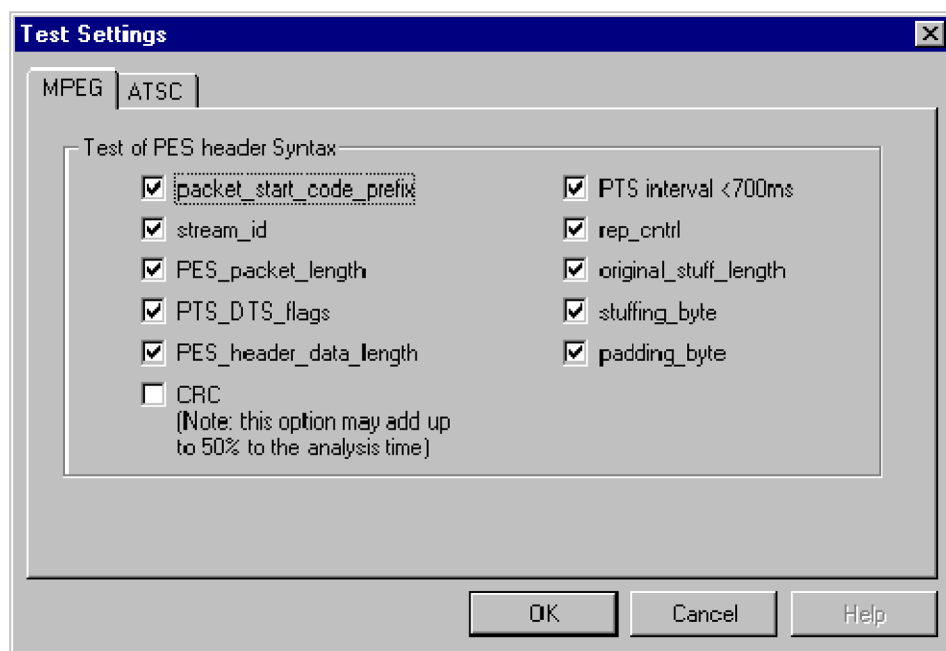 Test Settings
MPEG
ATSC
Test of PES header Syntax
packet_start_code_prefix
stream_id
PES_packet_length
PTS_DTS_flags
PES_header_data_length
CRC
(Note: this option may add up
to 50% to the analysis time)
PTS interval <700ms
rep_cntrl
original_stuff_length
stuffing_byte
padding_byte
OK
Cancel
Help